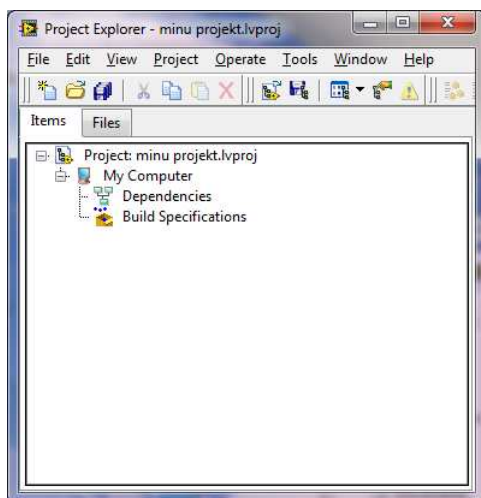 Project Explorer - minu projekt.lvproj
File Edit View Project Operate Tools Window Help
Items Files
Project: minu projekt.lvproj
My Computer
Dependencies
Build Specifications